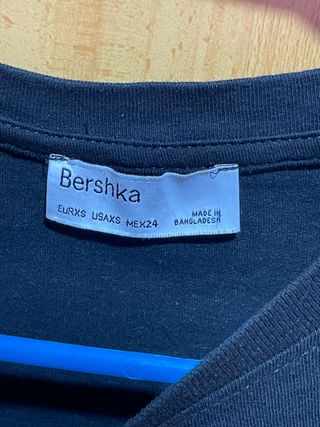 Bershka
EURXS USAXS MEX24
MADE IN
BANGLADESH